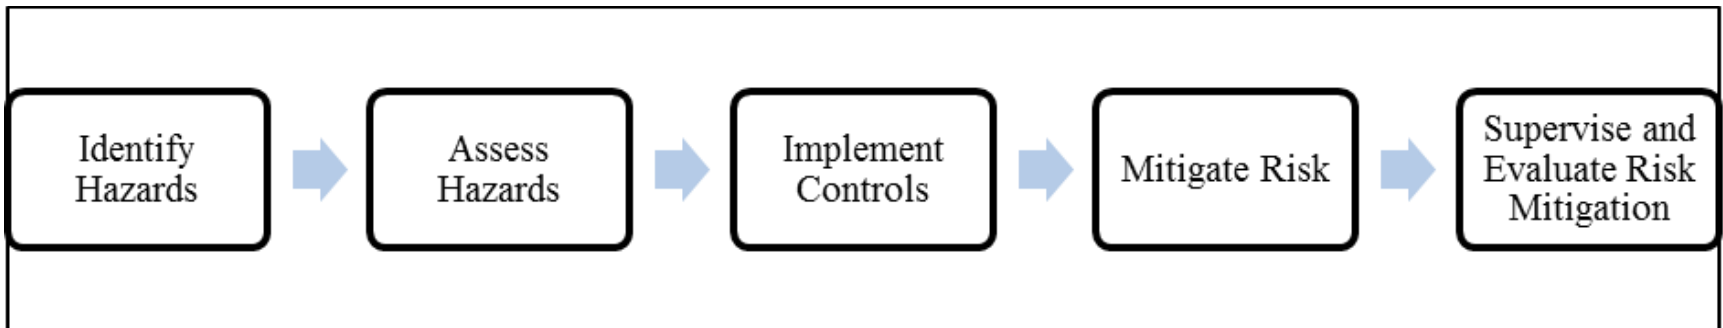 Identify
Hazards
Assess
Hazards
Implement
Controls
Mitigate Risk
Supervise and
Evaluate Risk
Mitigation